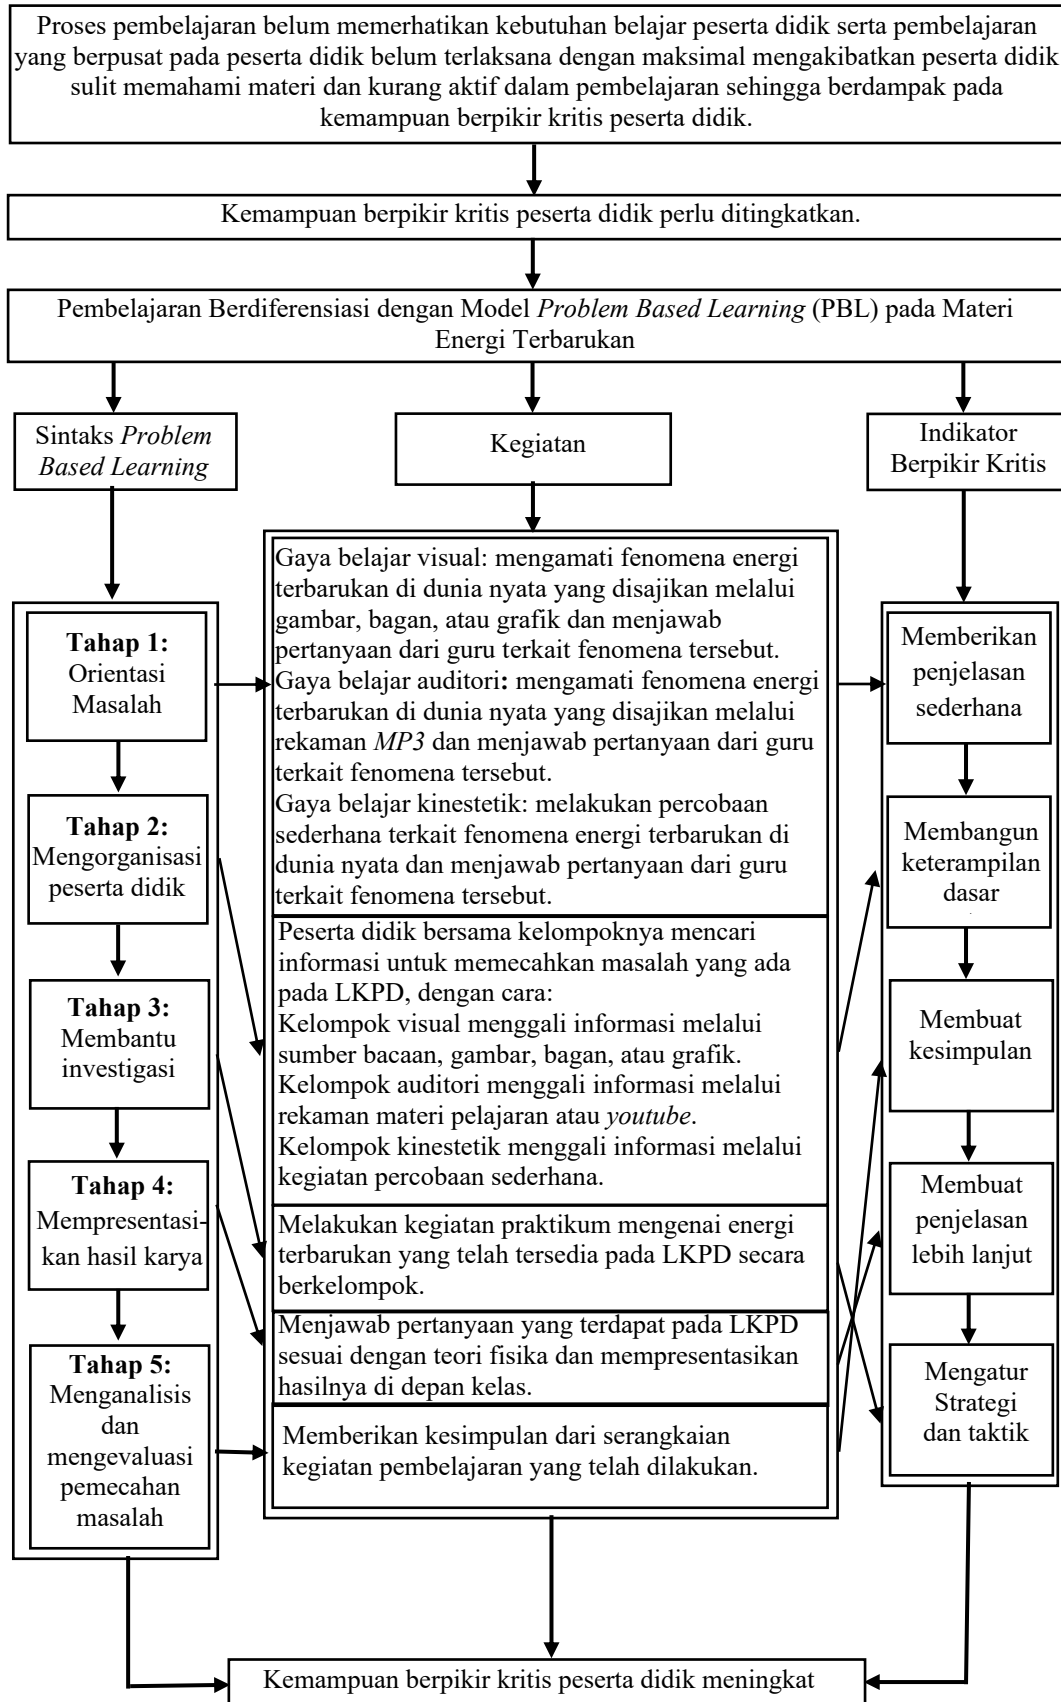 Proses pembelajaran belum memerhatikan kebutuhan belajar peserta didik serta pembelajaran
yang berpusat pada peserta didik belum terlaksana dengan maksimal mengakibatkan peserta didik
sulit memahami materi dan kurang aktif dalam pembelajaran sehingga berdampak pada
kemampuan berpikir kritis peserta didik.
Kemampuan berpikir kritis peserta didik perlu ditingkatkan.
Pembelajaran Berdiferensiasi dengan Model Problem Based Learning (PBL) pada Materi
Energi Terbarukan
Sintaks Problem
Based Learning
Kegiatan
Indikator
Berpikir Kritis
Tahap 1:
Orientasi
Masalah
Tahap 2:
Mengorganisasi
peserta didik
Tahap 3:
Membantu
investigasi
Tahap 4:
Mempresentasi-
kan hasil karya
Tahap 5:
Menganalisis
dan
mengevaluasi
pemecahan
masalah
Gaya belajar visual: mengamati fenomena energi
terbarukan di dunia nyata yang disajikan melalui
gambar, bagan, atau grafik dan menjawab
pertanyaan dari guru terkait fenomena tersebut.
Gaya belajar auditori: mengamati fenomena energi
terbarukan di dunia nyata yang disajikan melalui
rekaman MP3 dan menjawab pertanyaan dari guru
terkait fenomena tersebut.
Gaya belajar kinestetik: melakukan percobaan
sederhana terkait fenomena energi terbarukan di
dunia nyata dan menjawab pertanyaan dari guru
terkait fenomena tersebut.
Peserta didik bersama kelompoknya mencari
informasi untuk memecahkan masalah yang ada
pada LKPD, dengan cara:
Kelompok visual menggali informasi melalui
sumber bacaan, gambar, bagan, atau grafik.
Kelompok auditori menggali informasi melalui
rekaman materi pelajaran atau youtube.
Kelompok kinestetik menggali informasi melalui
kegiatan percobaan sederhana.
Melakukan kegiatan praktikum mengenai energi
terbarukan yang telah tersedia pada LKPD secara
berkelompok.
Menjawab pertanyaan yang terdapat pada LKPD
sesuai dengan teori fisika dan mempresentasikan
hasilnya di depan kelas.
Memberikan kesimpulan dari serangkaian
kegiatan pembelajaran yang telah dilakukan.
Memberikan
penjelasan
sederhana
Membangun
keterampilan
dasar
Membuat
kesimpulan
Membuat
penjelasan
lebih lanjut
Mengatur
Strategi
dan taktik
Kemampuan berpikir kritis peserta didik meningkat